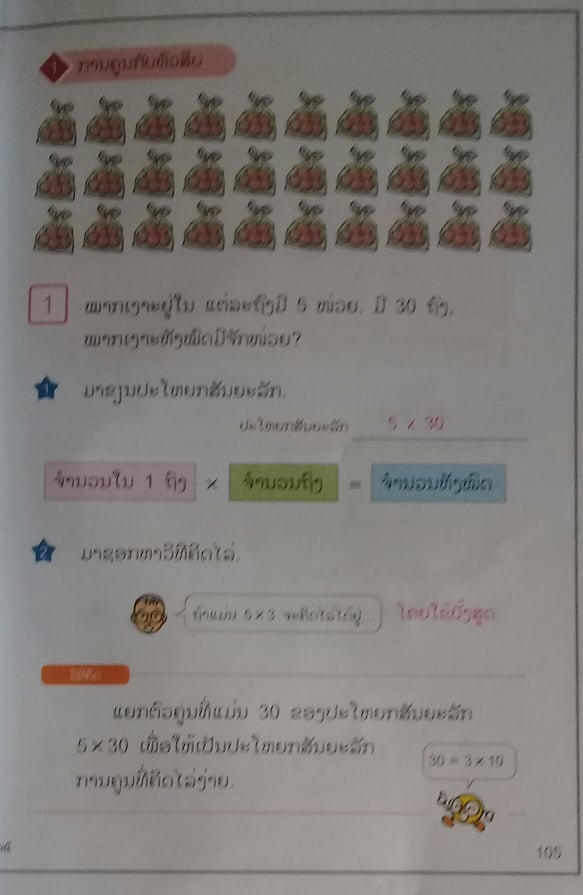 1 ການຄູນກັບຫົວສິບ
1 ໝາກເງາະຢູ່ໃນ ແຕ່ລະຖົງມີ 5 ໜ່ວຍ, ມີ 30 ຖົງ,
ໝາກເງາະທັງໝົດມີຈັກໜ່ວຍ?
1 ມາຂຽນປະໂຫຍກສັນຍະລັກ.
ປະໂຫຍກສັນຍະລັກ 5 × 30
ຈຳນວນໃນ 1 ຖົງ × ຈຳນວນຖົງ = ຈຳນວນທັງໝົດ
2 ມາຊອກຫາວິທີຄິດໄລ່.
ຖ້າແມ່ນ 5×3 ຈະຄິດໄລ່ໄດ້ຢູ່... ໂດຍໃຊ້ປຶ້ງສູດ
ວິທີຄິດ
ແຍກຕົວຄູນທີ່ແມ່ນ 30 ຂອງປະໂຫຍກສັນຍະລັກ
5×30 ເພື່ອໃຫ້ເປັນປະໂຫຍກສັນຍະລັກ
30 = 3 × 10
ການຄູນທີ່ຄິດໄລ່ງ່າຍ.
105